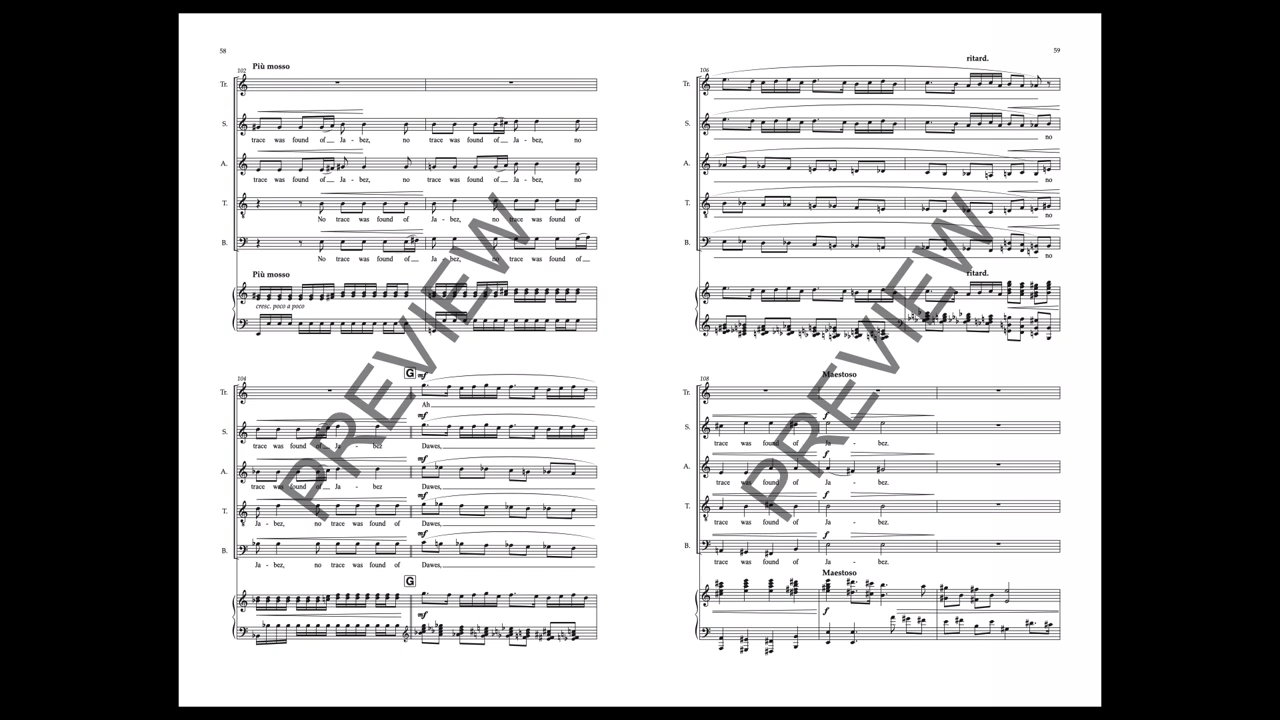 58
102
Più mosso
Tr.
S.
trace was found of Ja - bez, no trace was found of Ja - bez, no
A.
trace was found of Ja - bez, no trace was found of Ja - bez, no
T.
No trace was found of Ja - bez, no trace was found of
B.
No trace was found of Ja - bez, no trace was found of
Più mosso
cresc. poco a poco
104
G
mf
Tr.
Ah
mf
S.
trace was found of Ja - bez Dawes,
mf
A.
trace was found of Ja - bez Dawes,
mf
T.
Ja - bez, no trace was found of Dawes,
mf
B.
Ja - bez, no trace was found of Dawes,
G
mf
PREVIEW
59
106
ritard.
Tr.
S.
no
A.
no
T.
no
B.
no
ritard.
108
Maestoso
Tr.
f
S.
trace was found of Ja - bez.
f
A.
trace was found of Ja - bez.
f
T.
trace was found of Ja - bez.
f
B.
trace was found of Ja - bez.
Maestoso
f
PREVIEW